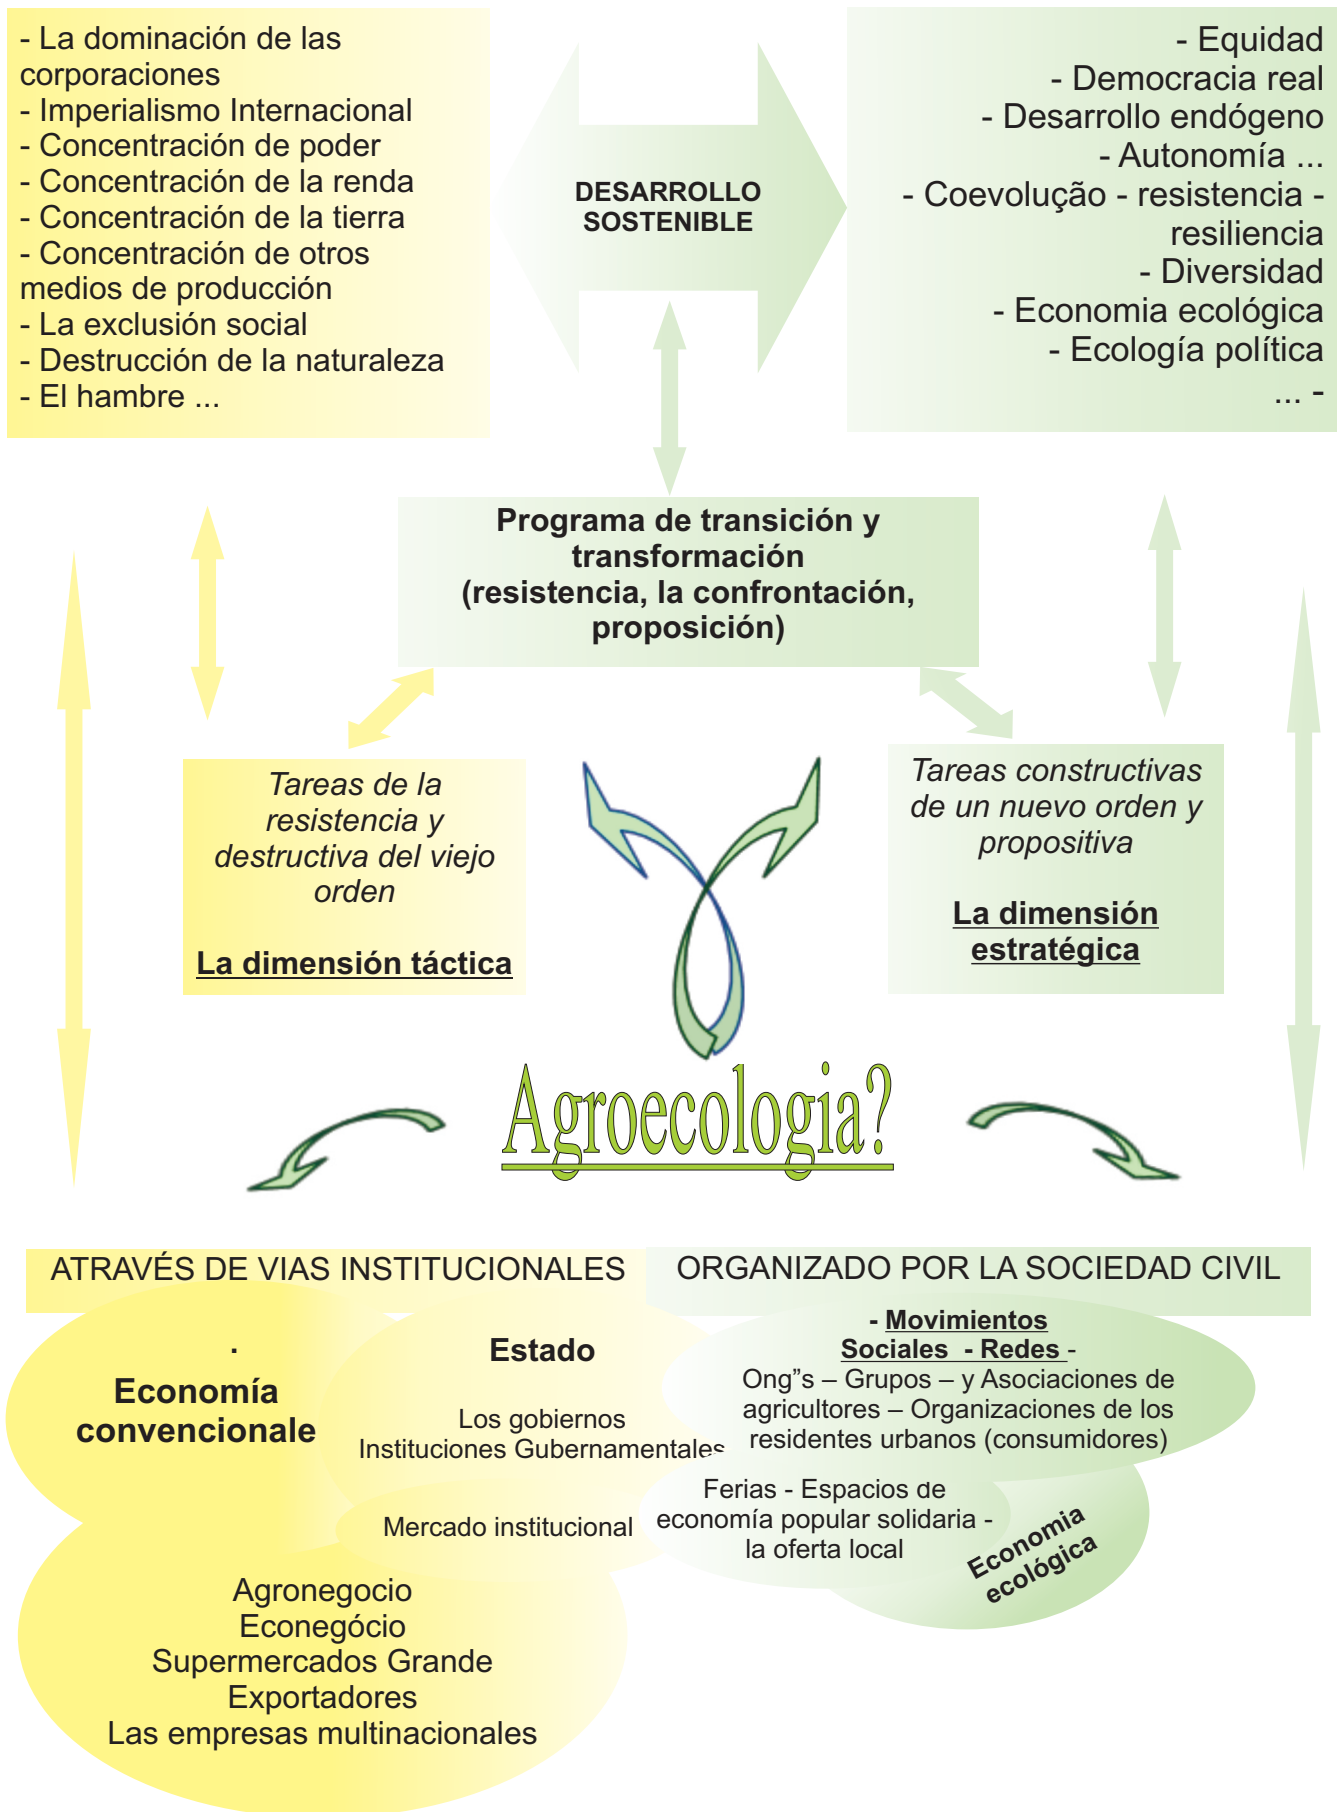 - La dominación de las
corporaciones
- Imperialismo Internacional
- Concentración de poder
- Concentración de la renda
- Concentración de la tierra
- Concentración de otros
medios de producción
- La exclusión social
- Destrucción de la naturaleza
- El hambre ...
DESARROLLO
SOSTENIBLE
- Equidad
- Democracia real
- Desarrollo endógeno
- Autonomía ...
- Coevolução - resistencia -
resiliencia
- Diversidad
- Economia ecológica
- Ecología política
... -
Programa de transición y
transformación
(resistencia, la confrontación,
proposición)
Tareas de la
resistencia y
destructiva del viejo
orden
La dimensión táctica
Tareas constructivas
de un nuevo orden y
propositiva
La dimensión
estratégica
Agroecologia?
ATRAVÉS DE VIAS INSTITUCIONALES
ORGANIZADO POR LA SOCIEDAD CIVIL
.
Economía
convencionale
Estado
Los gobiernos
Instituciones Gubernamentales
Mercado institucional
- Movimientos
Sociales - Redes -
Ong"s – Grupos – y Asociaciones de
agricultores – Organizaciones de los
residentes urbanos (consumidores)
Ferias - Espacios de
economía popular solidaria -
la oferta local
Economia
ecológica
Agronegocio
Econegócio
Supermercados Grande
Exportadores
Las empresas multinacionales